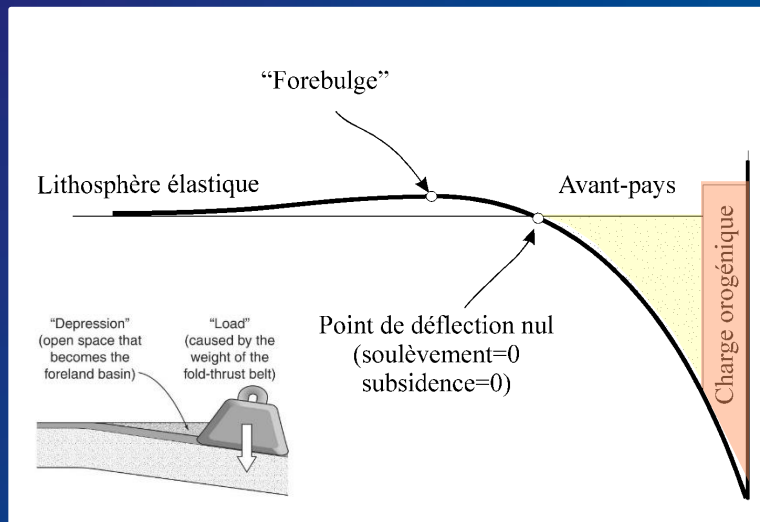 “Forebulge”
Lithosphère élastique
Avant-pays
Charge orogénique
Point de déflection nul
(soulèvement=0
subsidence=0)
“Depression”
(open space that
becomes the
foreland basin)
“Load”
(caused by the
weight of the
fold-thrust belt)